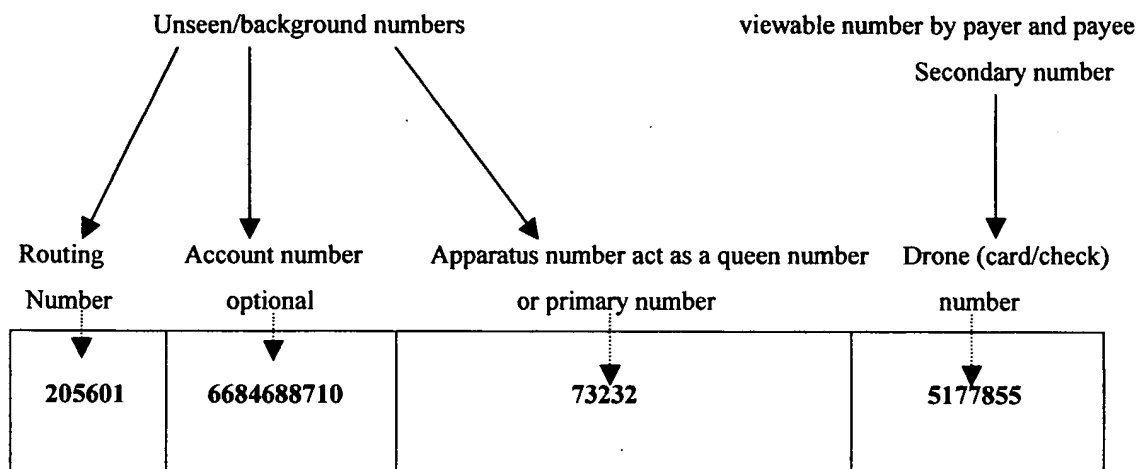 Unseen/background numbers
viewable number by payer and payee
Secondary number
Routing Number
Account number optional
Apparatus number act as a queen number or primary number
Drone (card/check) number
205601 6684688710 73232 5177855